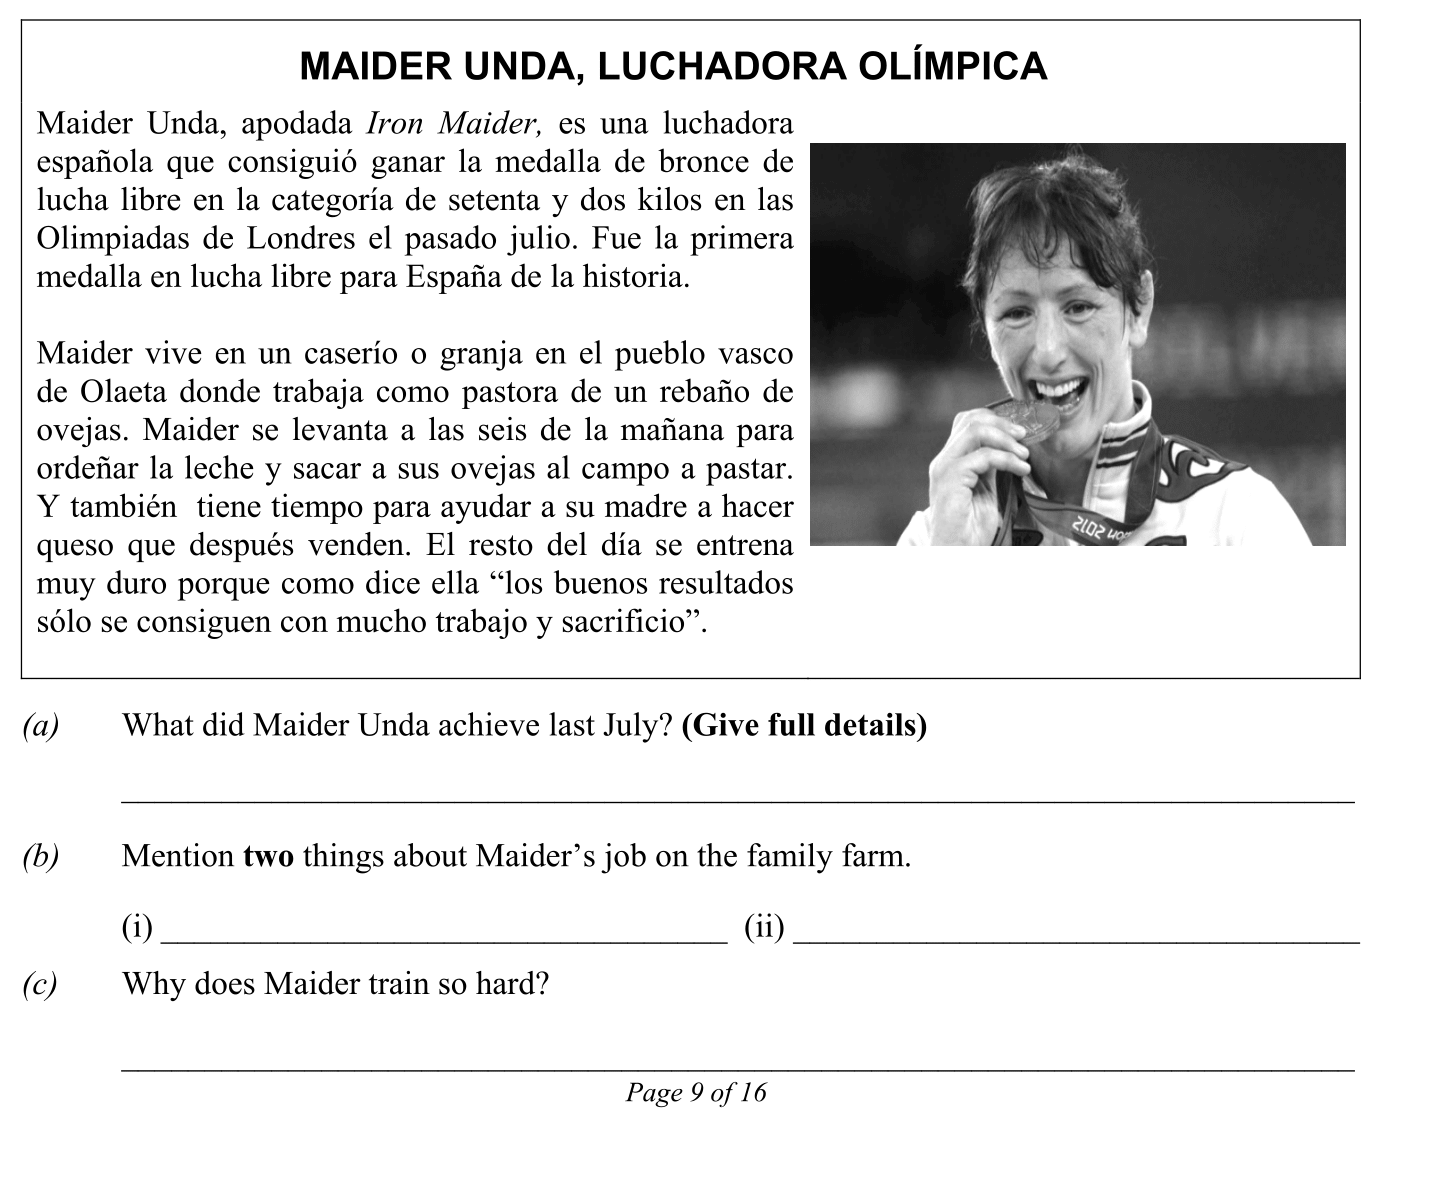 MAIDER UNDA, LUCHADORA OLÍMPICA
Maider Unda, apodada Iron Maider, es una luchadora
española que consiguió ganar la medalla de bronce de
lucha libre en la categoría de setenta y dos kilos en las
Olimpiadas de Londres el pasado julio. Fue la primera
medalla en lucha libre para España de la historia.
Maider vive en un caserío o granja en el pueblo vasco
de Olaeta donde trabaja como pastora de un rebaño de
ovejas. Maider se levanta a las seis de la mañana para
ordeñar la leche y sacar a sus ovejas al campo a pastar.
Y también tiene tiempo para ayudar a su madre a hacer
queso que después venden. El resto del día se entrena
muy duro porque como dice ella “los buenos resultados
sólo se consiguen con mucho trabajo y sacrificio”.
(a) What did Maider Unda achieve last July? (Give full details)
(b) Mention two things about Maider’s job on the family farm.
(i) (ii)
(c) Why does Maider train so hard?
Page 9 of 16